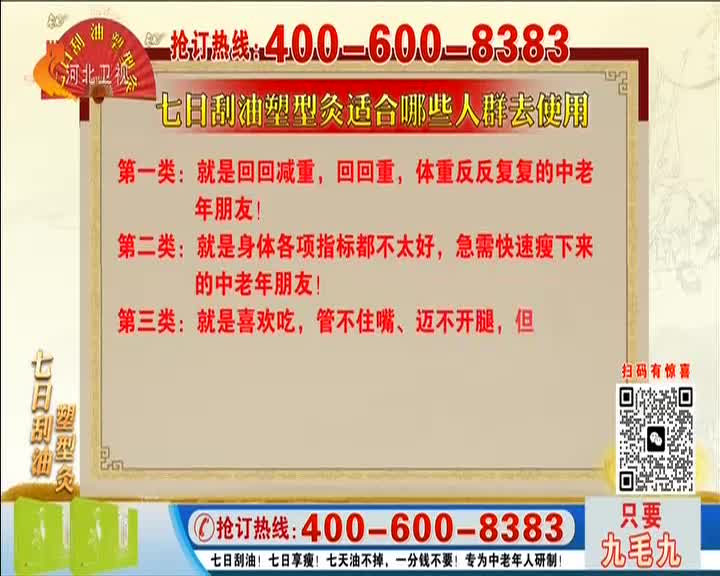 抢订热线:400-600-8383
七日刮油塑型灸
河北卫视
七日刮油塑型灸适合哪些人群去使用
第一类：就是回回减重，回回重，体重反反复复的中老
年朋友！
第二类：就是身体各项指标都不太好，急需快速瘦下来
的中老年朋友！
第三类：就是喜欢吃，管不住嘴、迈不开腿，但
七日刮油
塑型灸
扫码有惊喜
抢订热线:400-600-8383
只要
九毛九
七日刮油！七日享瘦！七天油不掉，一分钱不要！专为中老年人研制！